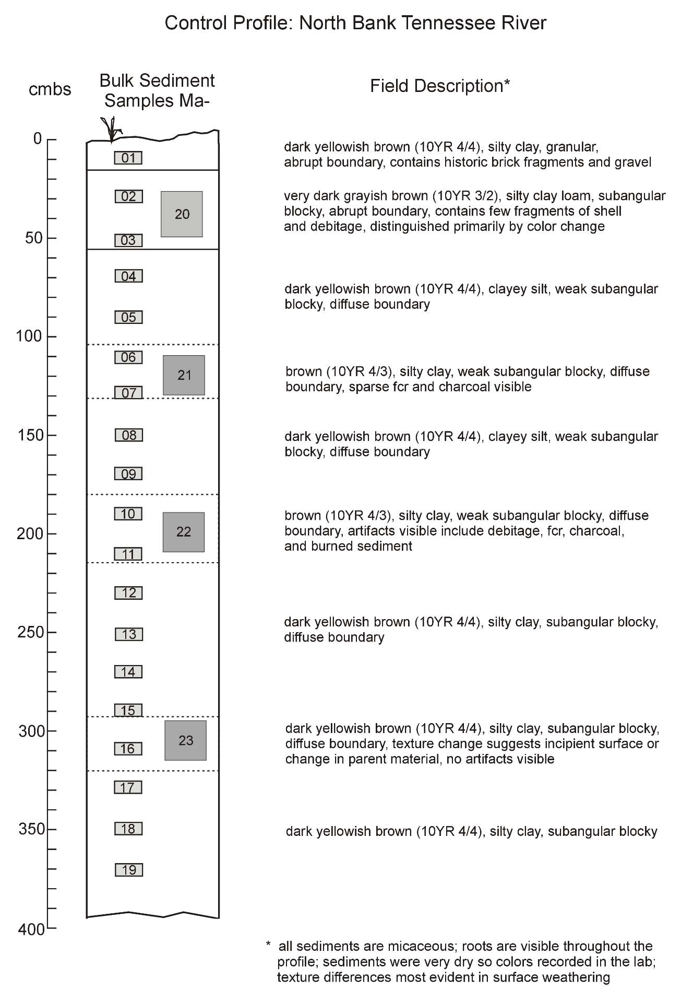 Control Profile: North Bank Tennessee River
cmbs
Bulk Sediment
Samples Ma-
Field Description*
0
01
dark yellowish brown (10YR 4/4), silty clay, granular,
abrupt boundary, contains historic brick fragments and gravel
02
20
very dark grayish brown (10YR 3/2), silty clay loam, subangular
blocky, abrupt boundary, contains few fragments of shell
and debitage, distinguished primarily by color change
50
03
04
dark yellowish brown (10YR 4/4), clayey silt, weak subangular
blocky, diffuse boundary
05
100
06
21
brown (10YR 4/3), silty clay, weak subangular blocky, diffuse
boundary, sparse fcr and charcoal visible
07
150
08
dark yellowish brown (10YR 4/4), clayey silt, weak subangular
blocky, diffuse boundary
09
10
brown (10YR 4/3), silty clay, weak subangular blocky, diffuse
boundary, artifacts visible include debitage, fcr, charcoal,
and burned sediment
200
22
11
12
dark yellowish brown (10YR 4/4), silty clay, subangular blocky,
diffuse boundary
250
13
14
15
300
dark yellowish brown (10YR 4/4), silty clay, subangular blocky,
diffuse boundary, texture change suggests incipient surface or
change in parent material, no artifacts visible
23
16
17
350
18
dark yellowish brown (10YR 4/4), silty clay, subangular blocky
19
400
* all sediments are micaceous; roots are visible throughout the
profile; sediments were very dry so colors recorded in the lab;
texture differences most evident in surface weathering